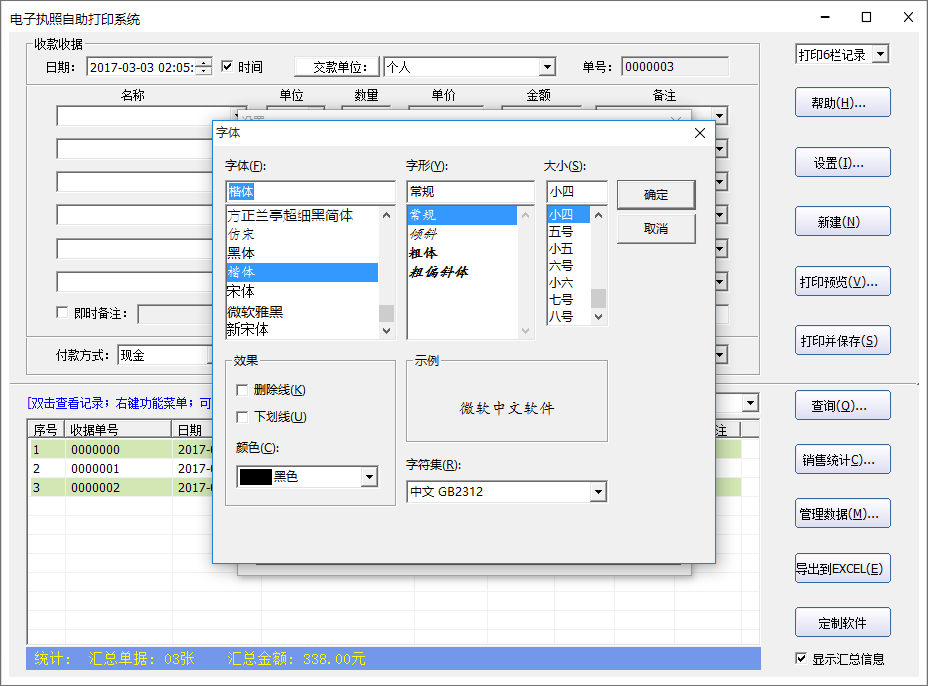 电子执照自助打印系统
收款收据
日期： 2017-03-03 02:05: 时间 交款单位： 个人 单号： 0000003
打印6栏记录
名称 单位 数量 单价 金额 备注
帮助(H)...
设置(I)...
新建(N)
打印预览(V)...
打印并保存(S)
即时备注：
付款方式： 现金
字体
字体(F): 字形(Y): 大小(S):
楷体 常规 小四 确定
取消
方正兰亭超细黑简体
仿宋
黑体
楷体
宋体
微软雅黑
新宋体
常规
倾斜
粗体
粗偏斜体
小四
五号
小五
六号
小六
七号
八号
效果
删除线(K)
下划线(U)
颜色(C):
黑色
示例
微软中文软件
字符集(R):
中文 GB2312
[双击查看记录；右键功能菜单；可
序号 收据单号 日期 注
1 0000000 2017-
2 0000001 2017-
3 0000002 2017-
查询(Q)...
销售统计C)...
管理数据(M)...
导出到EXCEL(E)
定制软件
显示汇总信息
统计： 汇总单据：03张 汇总金额：338.00元